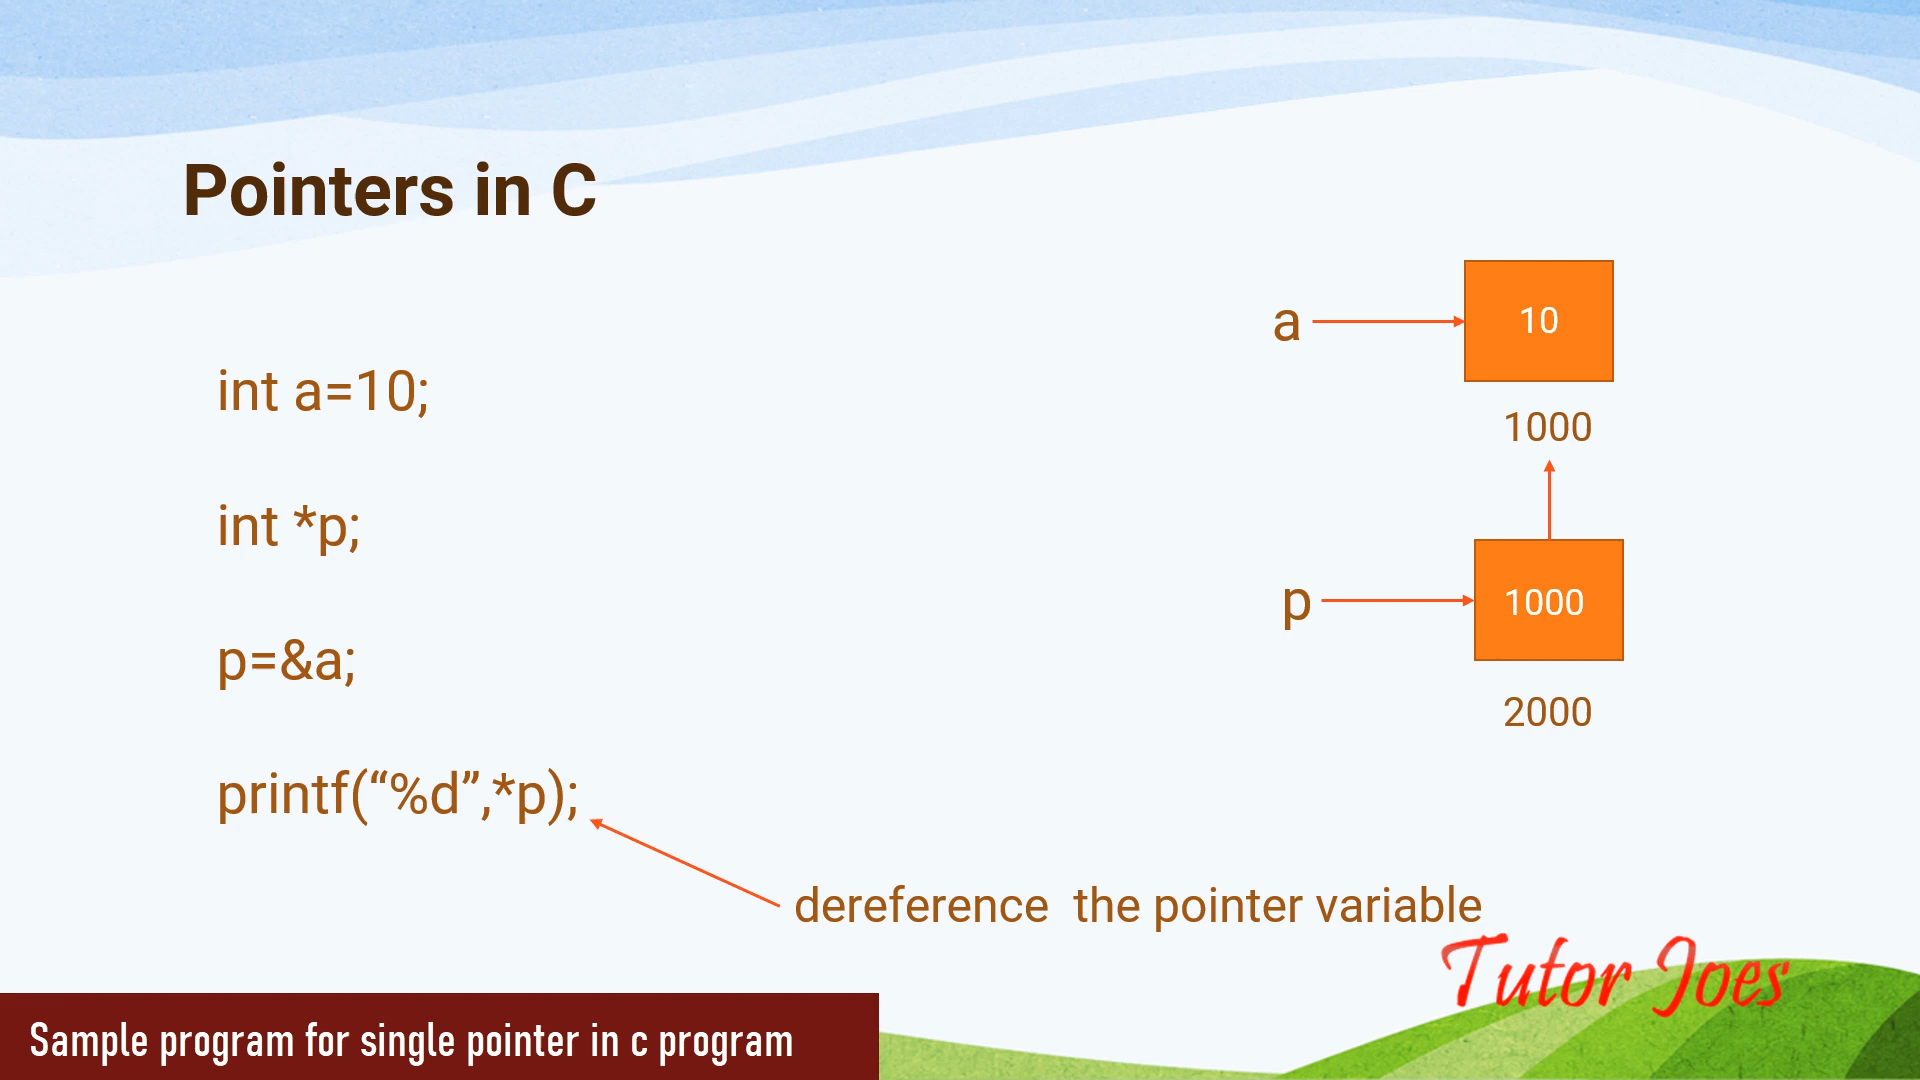 Pointers in C
int a=10;
int *p;
p=&a;
printf(“%d”,*p);
a
10
1000
p
1000
2000
dereference  the pointer variable
Tutor Joes
Sample program for single pointer in c program